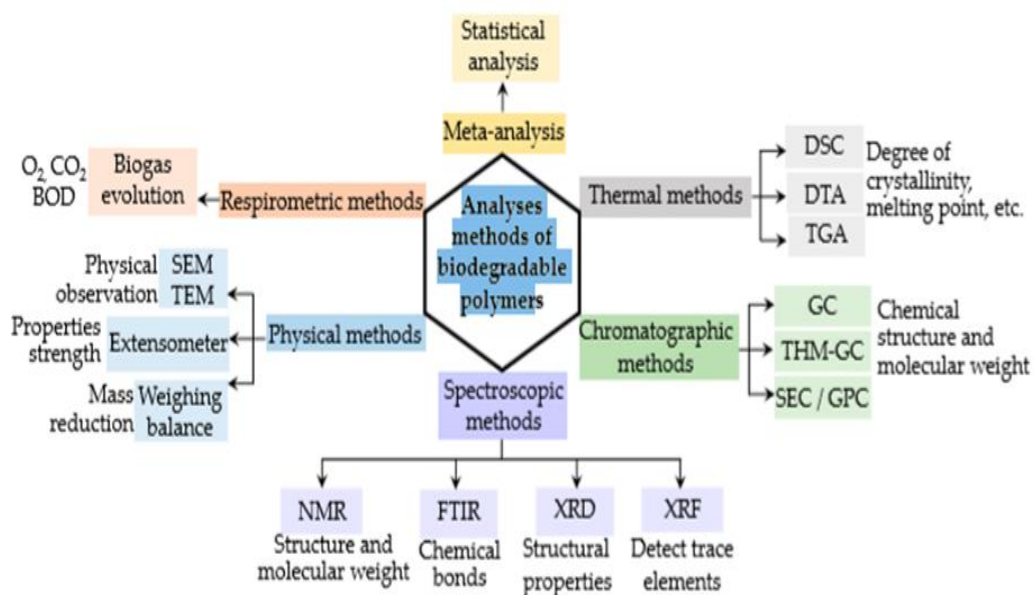 Statistical
analysis
Meta-analysis
Analyses
methods of
biodegradable
polymers
Respirometric methods
Biogas
evolution
O₂, CO₂
BOD
Thermal methods
DSC
DTA
TGA
Degree of
crystallinity,
melting point, etc.
Physical methods
SEM
TEM
Physical
observation
Extensometer
Properties
strength
Weighing
balance
Mass
reduction
Chromatographic
methods
GC
THM-GC
SEC / GPC
Chemical
structure and
molecular weight
Spectroscopic
methods
NMR
Structure and
molecular weight
FTIR
Chemical
bonds
XRD
Structural
properties
XRF
Detect trace
elements